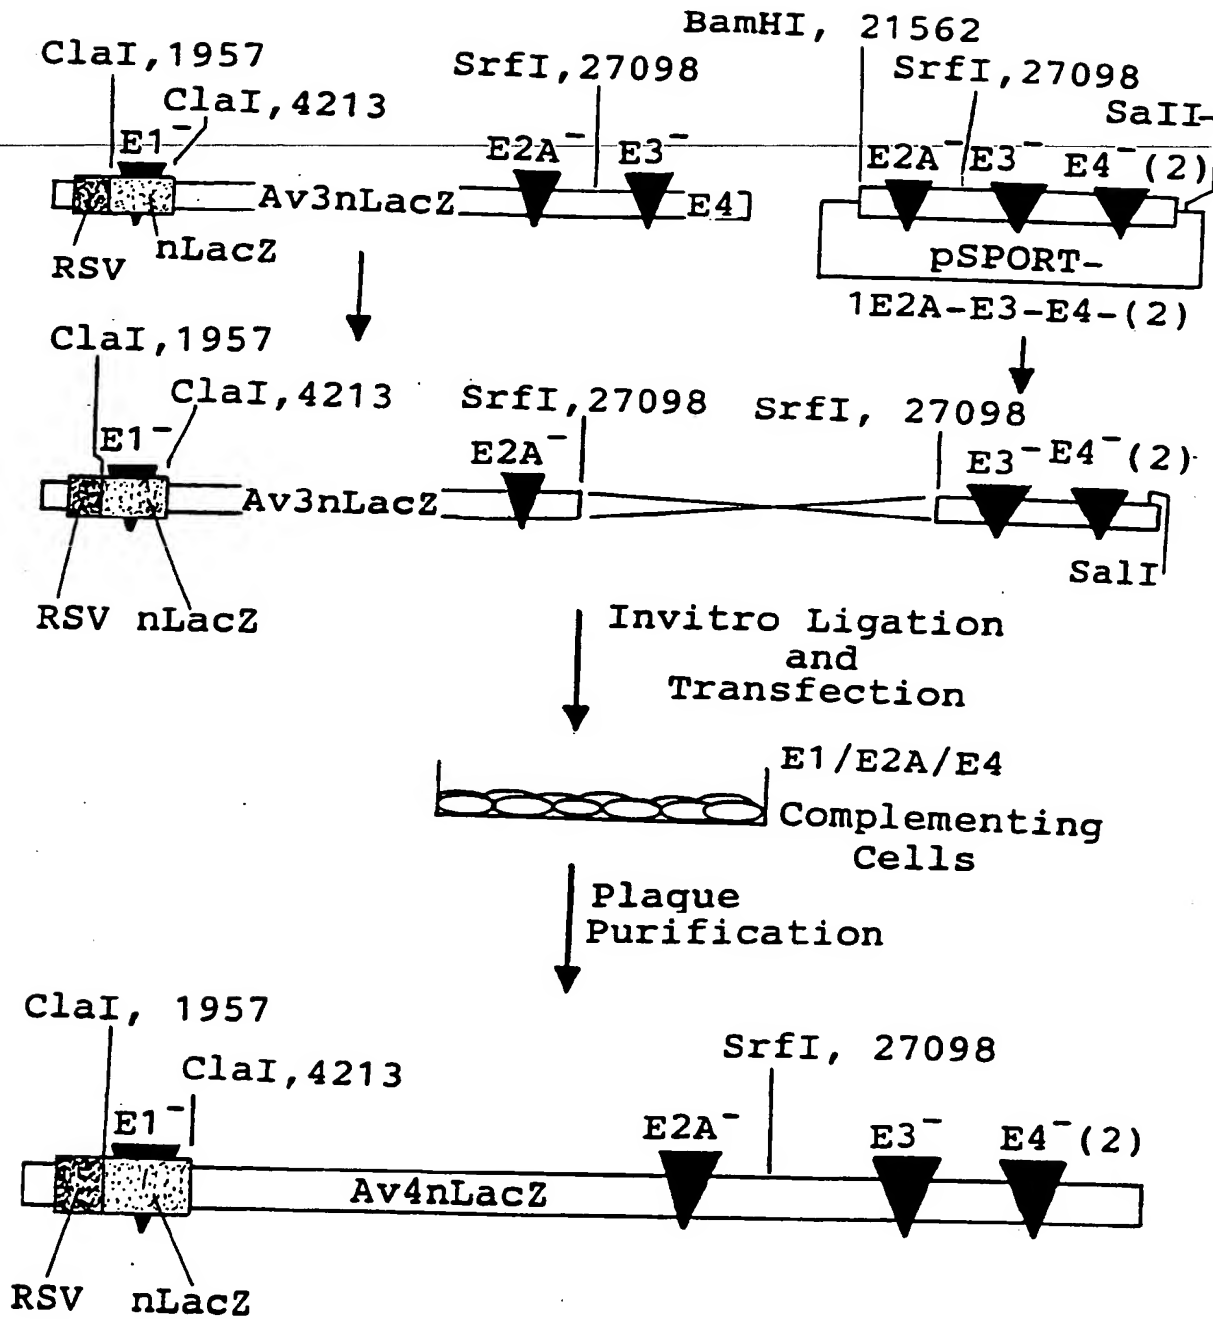 BamHI, 21562
ClaI,1957
SrfI,27098
SrfI,27098
ClaI,4213
SaII-
E1⁻
E2A⁻
E3⁻
E2A⁻
E3⁻
E4⁻(2)
Av3nLacZ
E4
RSV
nLacZ
pSPORT-
1E2A-E3-E4-(2)
ClaI,1957
ClaI,4213
SrfI,27098
SrfI, 27098
E1⁻
E2A⁻
E3⁻
E4⁻(2)
Av3nLacZ
SalI
RSV
nLacZ
Invitro Ligation
and
Transfection
E1/E2A/E4
Complementing
Cells
Plaque
Purification
ClaI, 1957
SrfI, 27098
ClaI,4213
E1⁻
E2A⁻
E3⁻
E4⁻(2)
Av4nLacZ
RSV
nLacZ